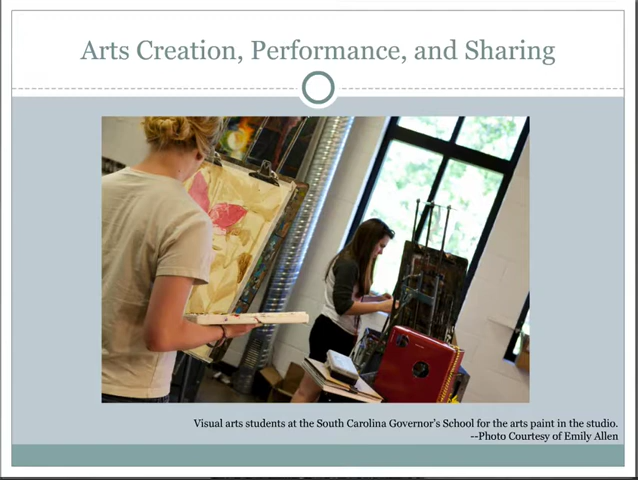 Arts Creation, Performance, and Sharing
Visual arts students at the South Carolina Governor's School for the arts paint in the studio.
--Photo Courtesy of Emily Allen